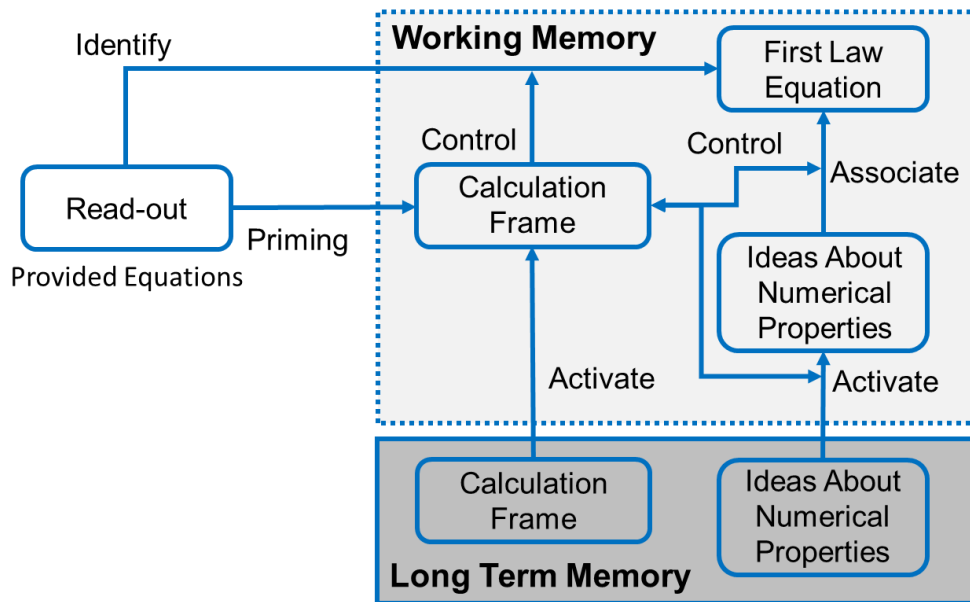 Identify
Working Memory
First Law
Equation
Control
Control
Associate
Read-out
Calculation
Frame
Priming
Provided Equations
Ideas About
Numerical
Properties
Activate
Activate
Calculation
Frame
Ideas About
Numerical
Properties
Long Term Memory